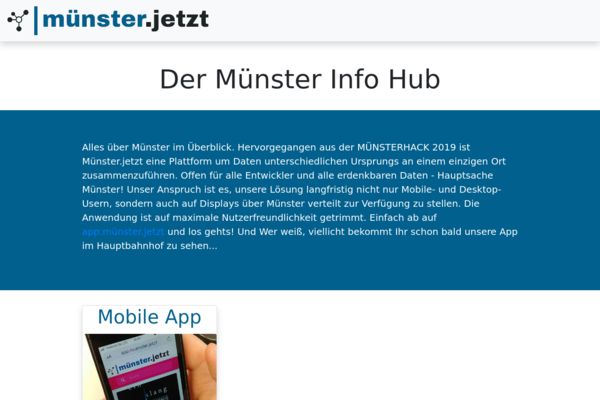 münster.jetzt
Der Münster Info Hub
Alles über Münster im Überblick. Hervorgegangen aus der MÜNSTERHACK 2019 ist
Münster.jetzt eine Plattform um Daten unterschiedlichen Ursprungs an einem einzigen Ort
zusammenzuführen. Offen für alle Entwickler und alle erdenkbaren Daten - Hauptsache
Münster! Unser Anspruch ist es, unsere Lösung langfristig nicht nur Mobile- und Desktop-
Usern, sondern auch auf Displays über Münster verteilt zur Verfügung zu stellen. Die
Anwendung ist auf maximale Nutzerfreundlichkeit getrimmt. Einfach ab auf
app.münster.jetzt und los gehts! Und Wer weiß, viellicht bekommt Ihr schon bald unsere App
im Hauptbahnhof zu sehen...
Mobile App
münster.jetzt